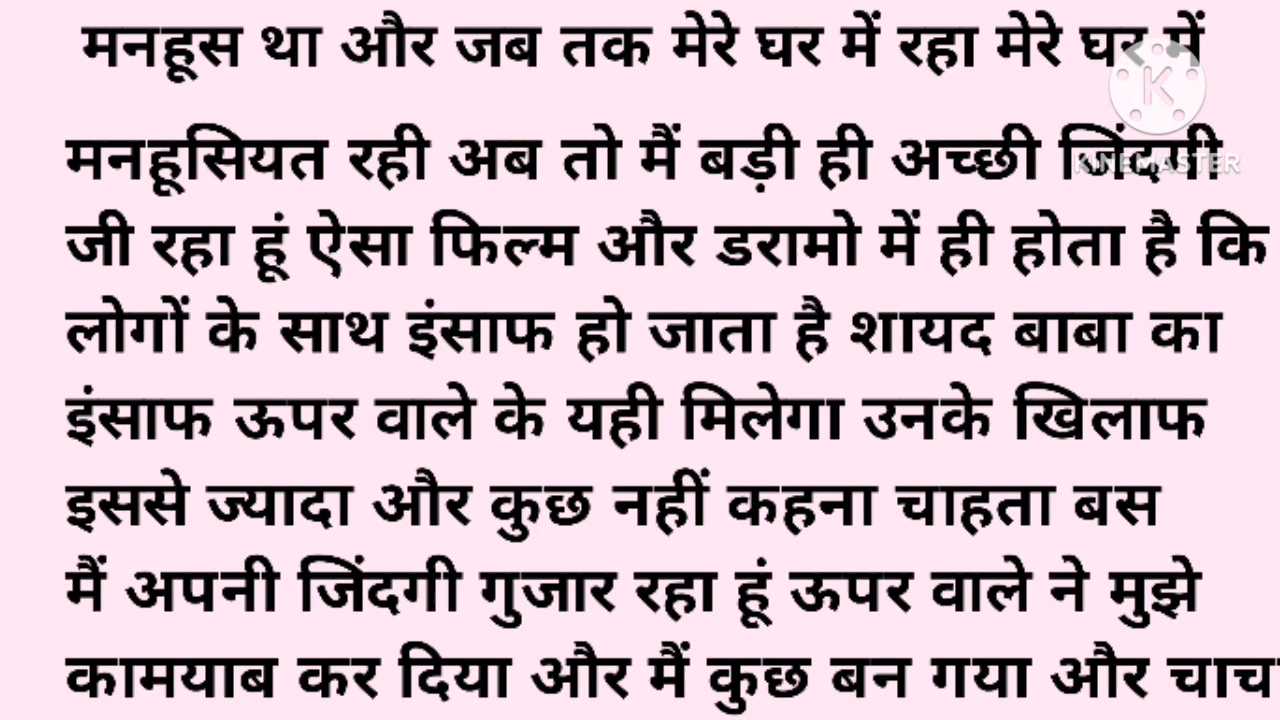 मनहूस था और जब तक मेरे घर में रहा मेरे घर में
मनहूसियत रही अब तो मैं बड़ी ही अच्छी जिंदगी
KINEMASTER
जी रहा हूं ऐसा फिल्म और डरामो में ही होता है कि
लोगों के साथ इंसाफ हो जाता है शायद बाबा का
इंसाफ ऊपर वाले के यही मिलेगा उनके खिलाफ
इससे ज्यादा और कुछ नहीं कहना चाहता बस
मैं अपनी जिंदगी गुजार रहा हूं ऊपर वाले ने मुझे
कामयाब कर दिया और मैं कुछ बन गया और